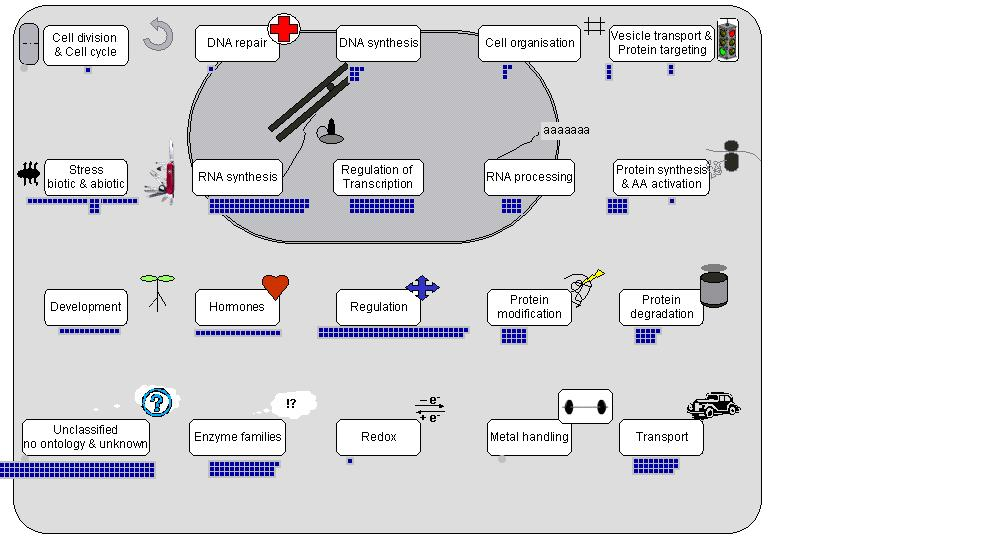 Cell division
& Cell cycle
DNA repair
DNA synthesis
Cell organisation
Vesicle transport &
Protein targeting
aaaaaaa
Stress
biotic & abiotic
RNA synthesis
Regulation of
Transcription
RNA processing
Protein synthesis
& AA activation
Development
Hormones
Regulation
Protein
modification
Protein
degradation
?
!?
– e-
+ e-
Unclassified
no ontology & unknown
Enzyme families
Redox
Metal handling
Transport